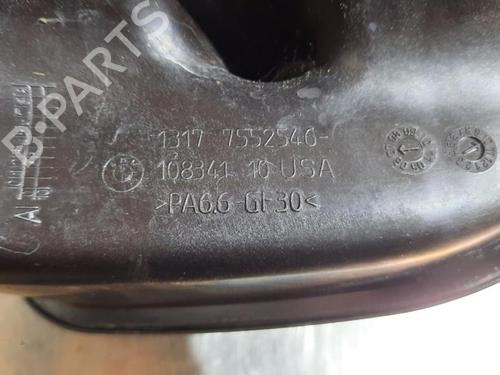 B-PARTS
1317 7552546-
108341 10 USA
>PA6.6-GF30<
A